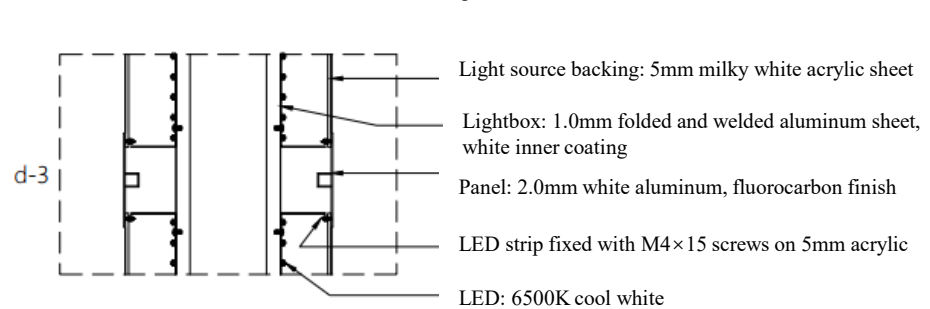 Light source backing: 5mm milky white acrylic sheet
Lightbox: 1.0mm folded and welded aluminum sheet,
white inner coating
d-3
Panel: 2.0mm white aluminum, fluorocarbon finish
LED strip fixed with M4×15 screws on 5mm acrylic
LED: 6500K cool white